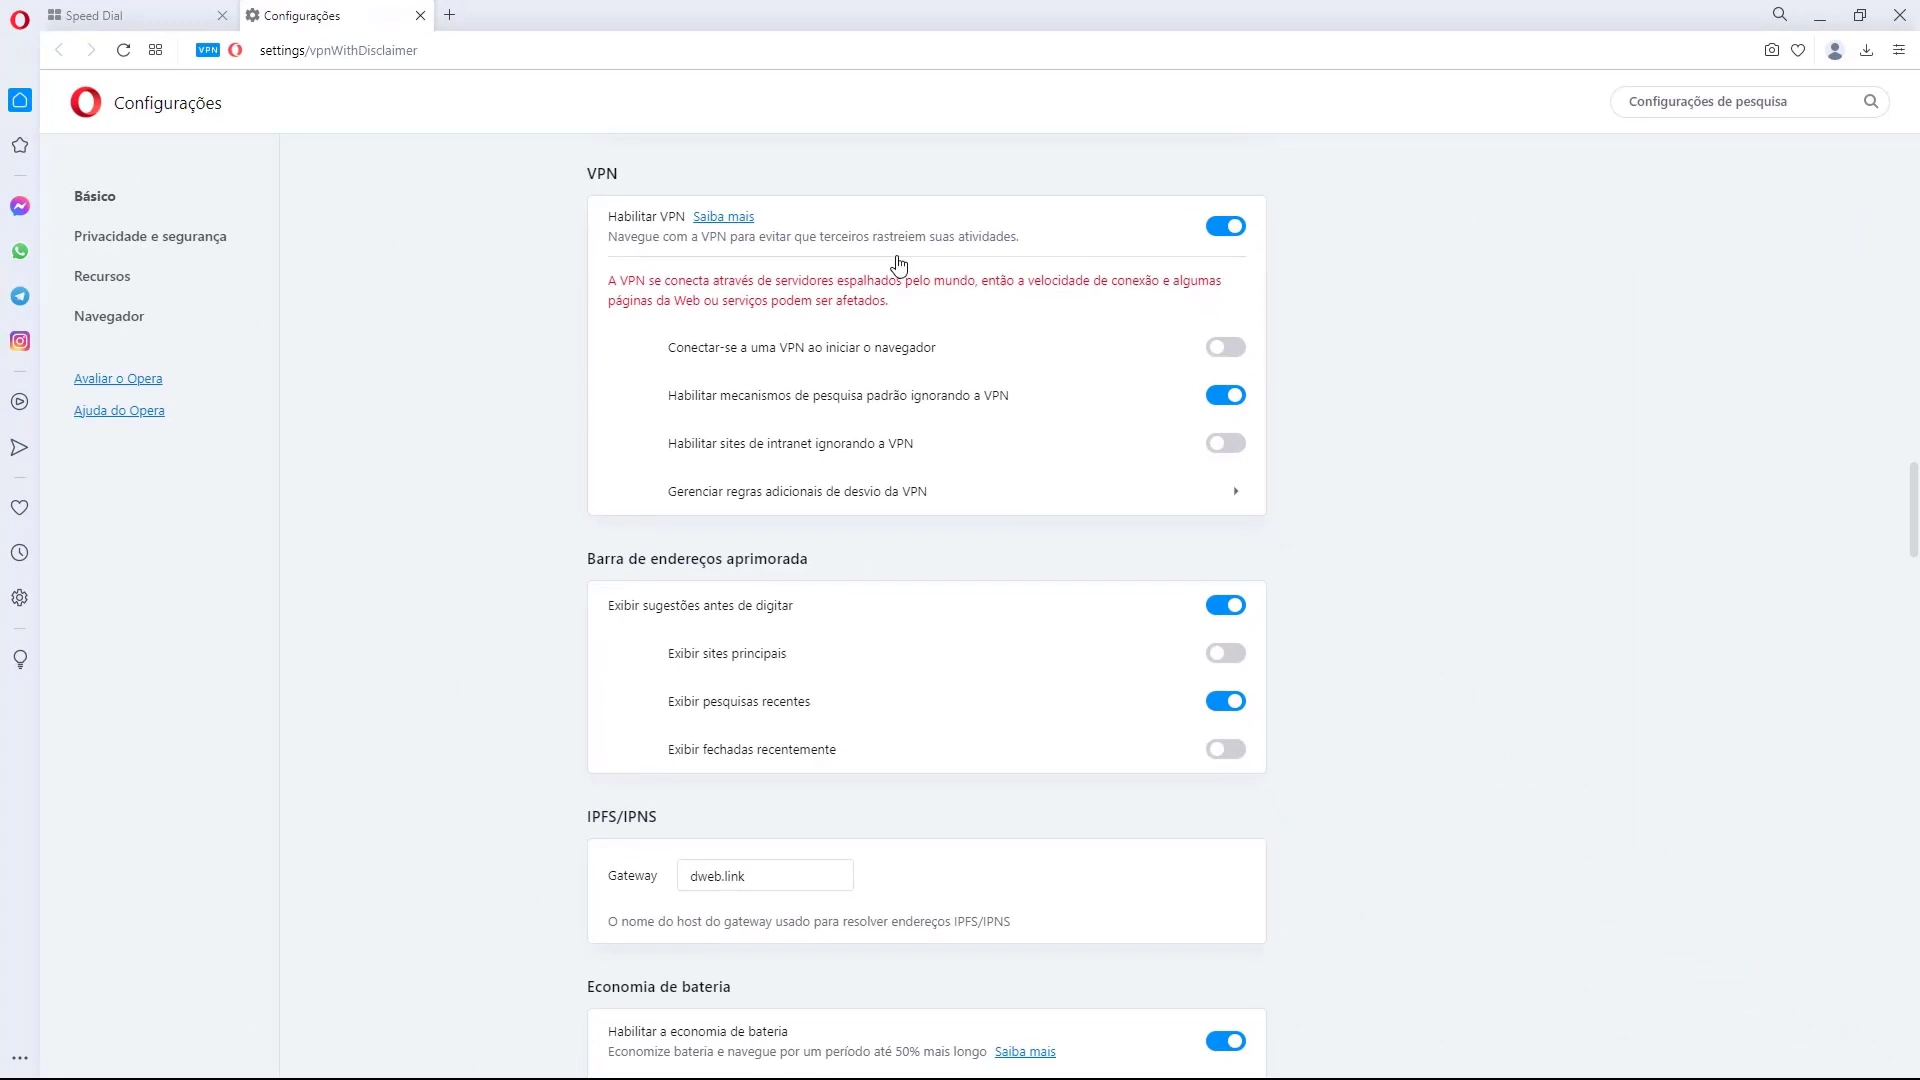 Speed Dial
Configurações
VPN
settings/vpnWithDisclaimer
Configurações
Configurações de pesquisa
Básico
Privacidade e segurança
Recursos
Navegador
Avaliar o Opera
Ajuda do Opera
VPN
Habilitar VPN Saiba mais
Navegue com a VPN para evitar que terceiros rastreiem suas atividades.
A VPN se conecta através de servidores espalhados pelo mundo, então a velocidade de conexão e algumas
páginas da Web ou serviços podem ser afetados.
Conectar-se a uma VPN ao iniciar o navegador
Habilitar mecanismos de pesquisa padrão ignorando a VPN
Habilitar sites de intranet ignorando a VPN
Gerenciar regras adicionais de desvio da VPN
Barra de endereços aprimorada
Exibir sugestões antes de digitar
Exibir sites principais
Exibir pesquisas recentes
Exibir fechadas recentemente
IPFS/IPNS
Gateway dweb.link
O nome do host do gateway usado para resolver endereços IPFS/IPNS
Economia de bateria
Habilitar a economia de bateria
Economize bateria e navegue por um período até 50% mais longo Saiba mais